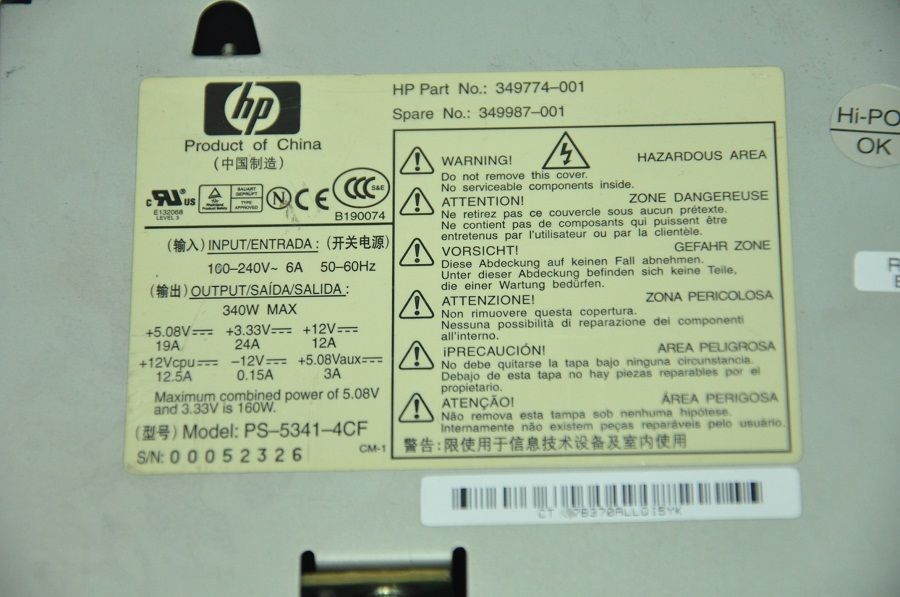 hp
Product of China
(中国制造)
HP Part No.: 349774-001
Spare No.: 349987-001
Hi-PO
OK
c RU us
E132068
LEVEL 3
BAUART
GEPRÜFT
TYPE
APPROVED
N
CE
CCC S&E
B190074
(输入) INPUT/ENTRADA: (开关电源)
100-240V~ 6A 50-60Hz
(输出) OUTPUT/SAÍDA/SALIDA:
340W MAX
+5.08V +3.33V +12V
19A 24A 12A
+12Vcpu -12V +5.08Vaux
12.5A 0.15A 3A
Maximum combined power of 5.08V
and 3.33V is 160W.
(型号) Model: PS-5341-4CF
S/N: 00052326
CM-1
WARNING! HAZARDOUS AREA
Do not remove this cover.
No serviceable components inside.
ATTENTION! ZONE DANGEREUSE
Ne retirez pas ce couvercle sous aucun prétexte.
Ne contient pas de composants qui puissent être
entretenus par l'utilisateur ou par la clientèle.
VORSICHT! GEFAHR ZONE
Diese Abdeckung auf keinen Fall abnehmen.
Unter dieser Abdeckung befinden sich keine Teile,
die einer Wartung bedürfen.
ATTENZIONE! ZONA PERICOLOSA
Non rimuovere questa copertura.
Nessuna possibilità di reparazione dei componenti
all'interno.
¡PRECAUCIÓN! AREA PELIGROSA
No debe quitarse la tapa bajo ninguna circunstancia.
Debajo de esta tapa no hay piezas reparables por el
propietario.
ATENÇÃO! ÁREA PERIGOSA
Não remova esta tampa sob nenhuma hipótese.
Internamente não existem peças reparáveis pelo usuário.
警告:限使用于信息技术设备及室内使用